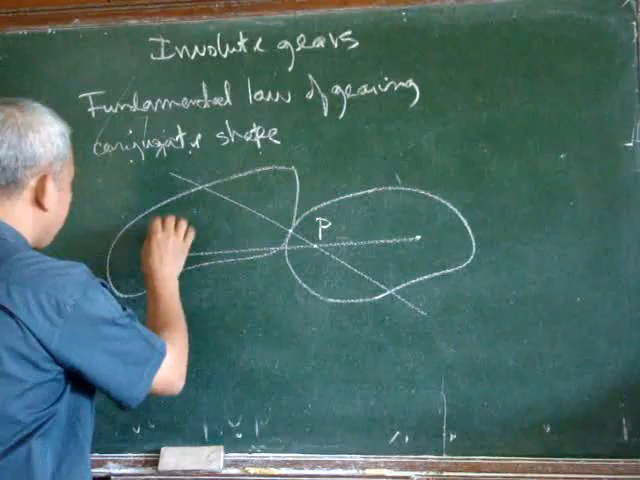 Involute gears
Fundamental law of gearing
conjugate shape
P